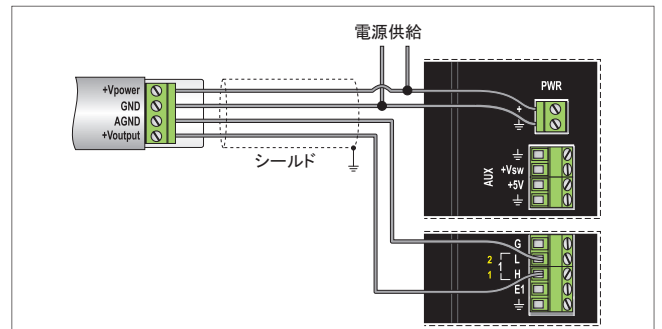 電源供給
+Vpower
GND
AGND
+Voutput
シールド
PWR
+
AUX
+Vsw
+5V
G
2 1 L
1 H
E1